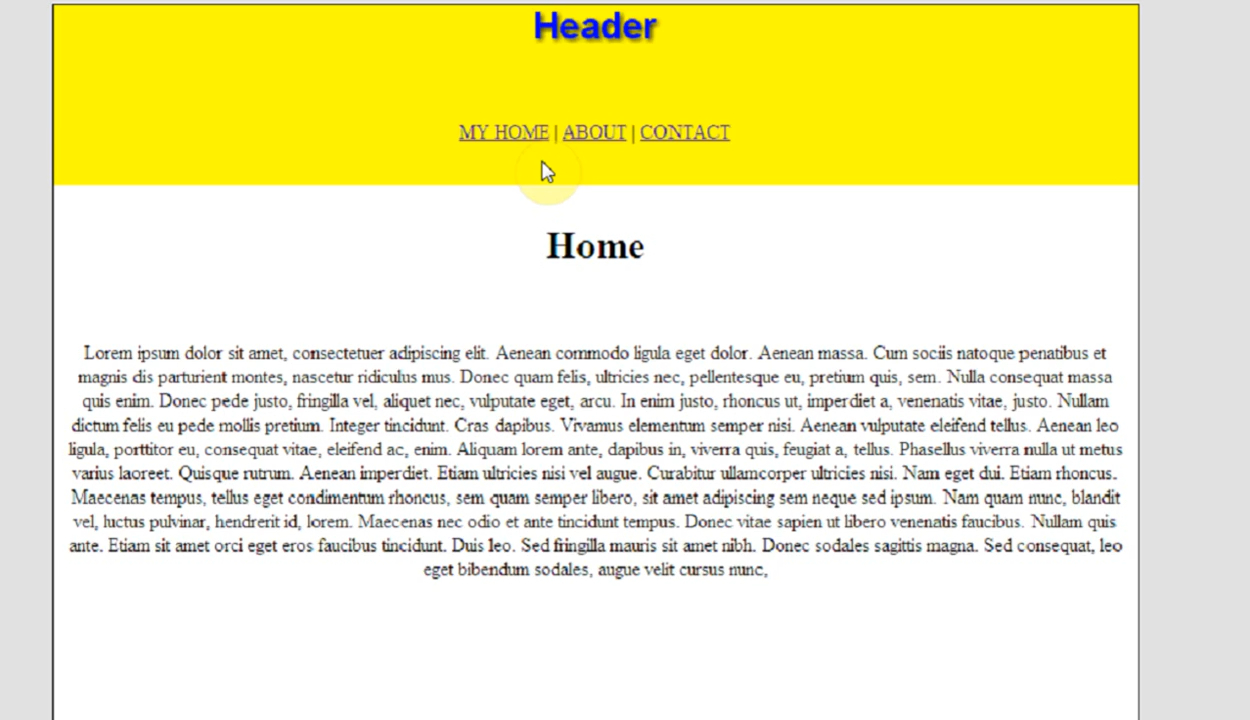 Header
MY HOME | ABOUT | CONTACT
Home
Lorem ipsum dolor sit amet, consectetuer adipiscing elit. Aenean commodo ligula eget dolor. Aenean massa. Cum sociis natoque penatibus et
magnis dis parturient montes, nascetur ridiculus mus. Donec quam felis, ultricies nec, pellentesque eu, pretium quis, sem. Nulla consequat massa
quis enim. Donec pede justo, fringilla vel, aliquet nec, vulputate eget, arcu. In enim justo, rhoncus ut, imperdiet a, venenatis vitae, justo. Nullam
dictum felis eu pede mollis pretium. Integer tincidunt. Cras dapibus. Vivamus elementum semper nisi. Aenean vulputate eleifend tellus. Aenean leo
ligula, porttitor eu, consequat vitae, eleifend ac, enim. Aliquam lorem ante, dapibus in, viverra quis, feugiat a, tellus. Phasellus viverra nulla ut metus
varius laoreet. Quisque rutrum. Aenean imperdiet. Etiam ultricies nisi vel augue. Curabitur ullamcorper ultricies nisi. Nam eget dui. Etiam rhoncus.
Maecenas tempus, tellus eget condimentum rhoncus, sem quam semper libero, sit amet adipiscing sem neque sed ipsum. Nam quam nunc, blandit
vel, luctus pulvinar, hendrerit id, lorem. Maecenas nec odio et ante tincidunt tempus. Donec vitae sapien ut libero venenatis faucibus. Nullam quis
ante. Etiam sit amet orci eget eros faucibus tincidunt. Duis leo. Sed fringilla mauris sit amet nibh. Donec sodales sagittis magna. Sed consequat, leo
eget bibendum sodales, augue velit cursus nunc,